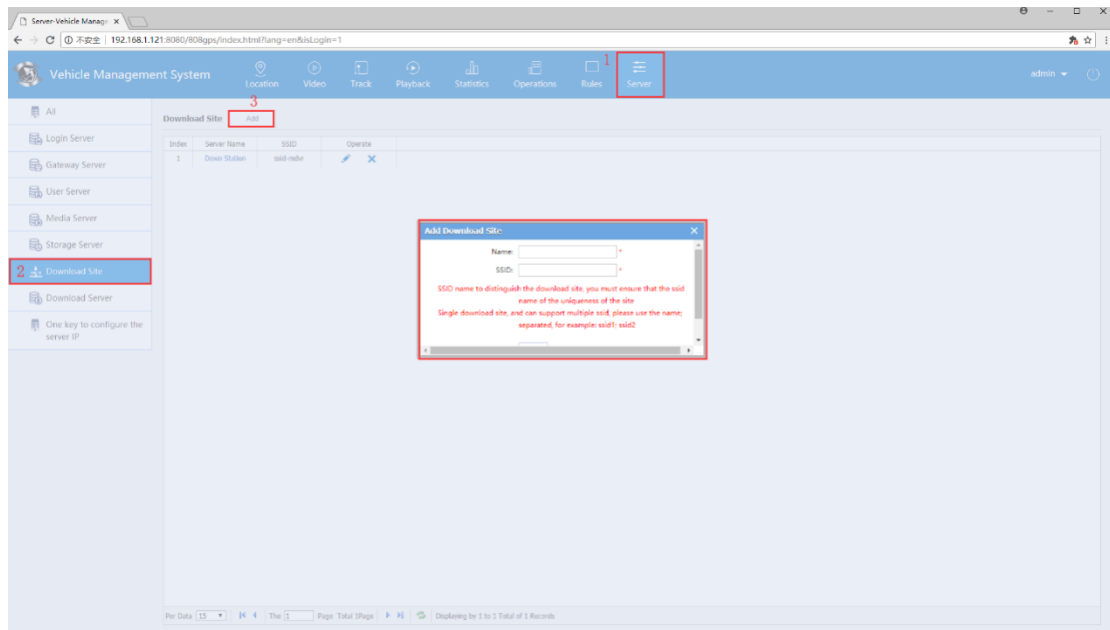 Server-Vehicle Manage
不安全 | 192.168.1.121:8080/808gps/index.html?lang=en&isLogin=1
Vehicle Management System
Location
Video
Track
Playback
Statistics
Operations
Rules
1
Server
admin
All
Login Server
Gateway Server
User Server
Media Server
Storage Server
2 Download Site
Download Server
One key to configure the
server IP
3
Download Site Add
Index Server Name SSID Operate
1 Down Station ssid-mdvr
Add Download Site
Name: *
SSID: *
SSID name to distinguish the download site, you must ensure that the ssid
name of the uniqueness of the site
Single download site, and can support multiple ssid, please use the name;
separated, for example: ssid1; ssid2
Per Data 15 The 1 Page Total 1Page Displaying by 1 to 1 Total of 1 Records